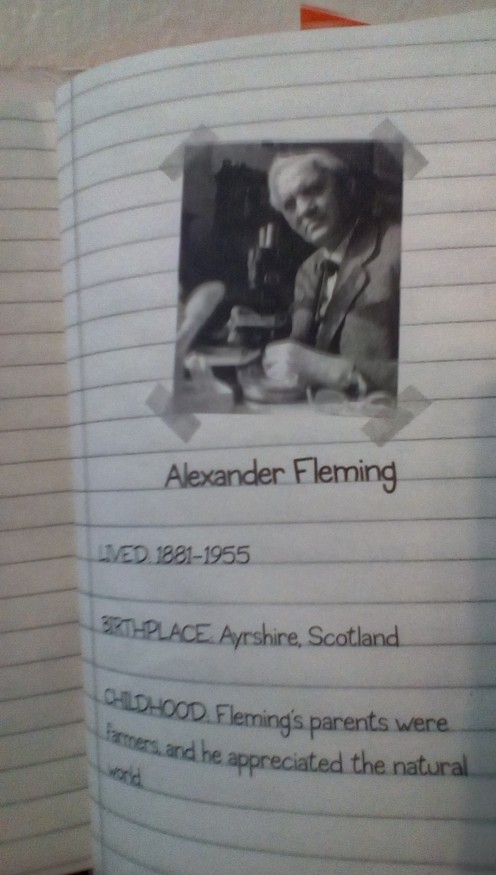 Alexander Fleming
LIVED: 1881-1955
BIRTHPLACE: Ayrshire, Scotland
CHILDHOOD: Fleming's parents were
farmers, and he appreciated the natural
world.